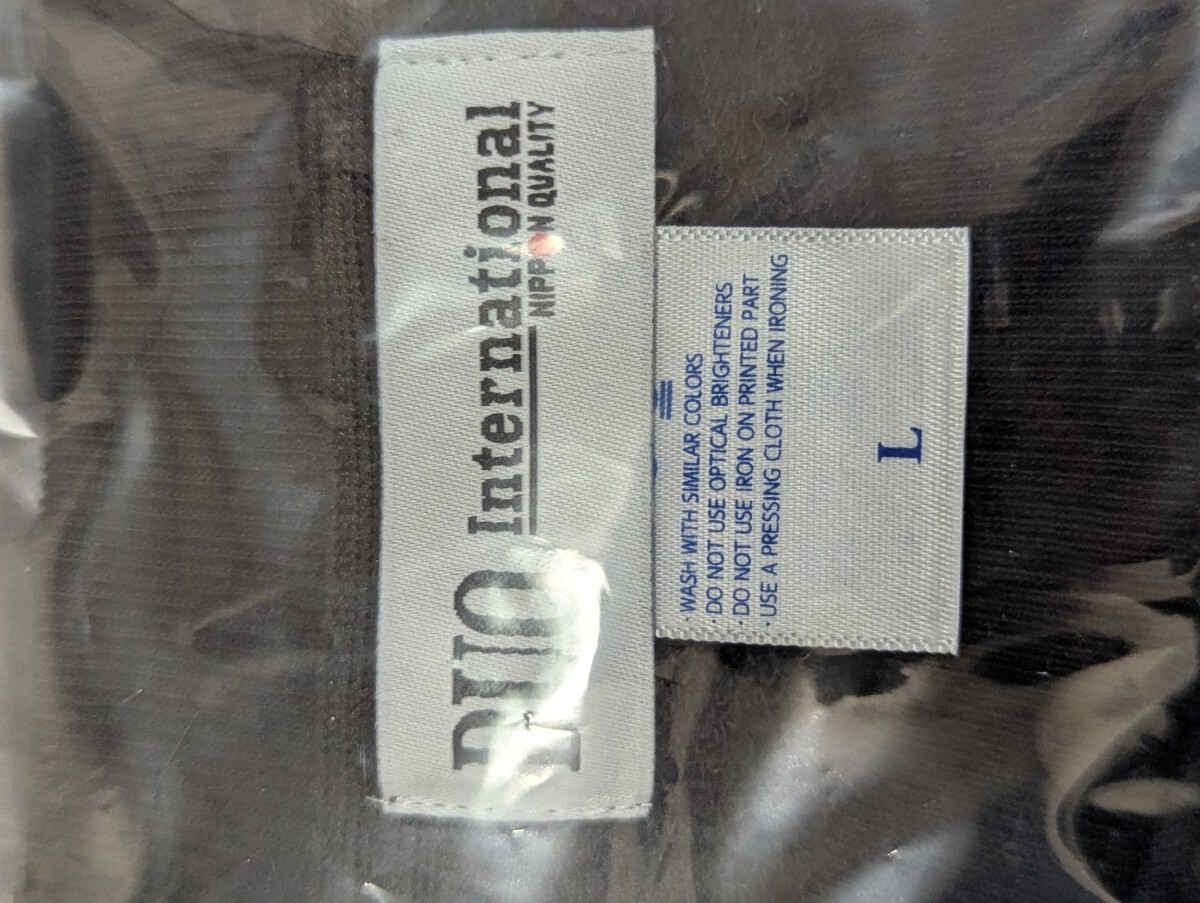 DUO International
NIPPON QUALITY
· WASH WITH SIMILAR COLORS
· DO NOT USE OPTICAL BRIGHTENERS
· DO NOT USE IRON ON PRINTED PART
· USE A PRESSING CLOTH WHEN IRONING
L